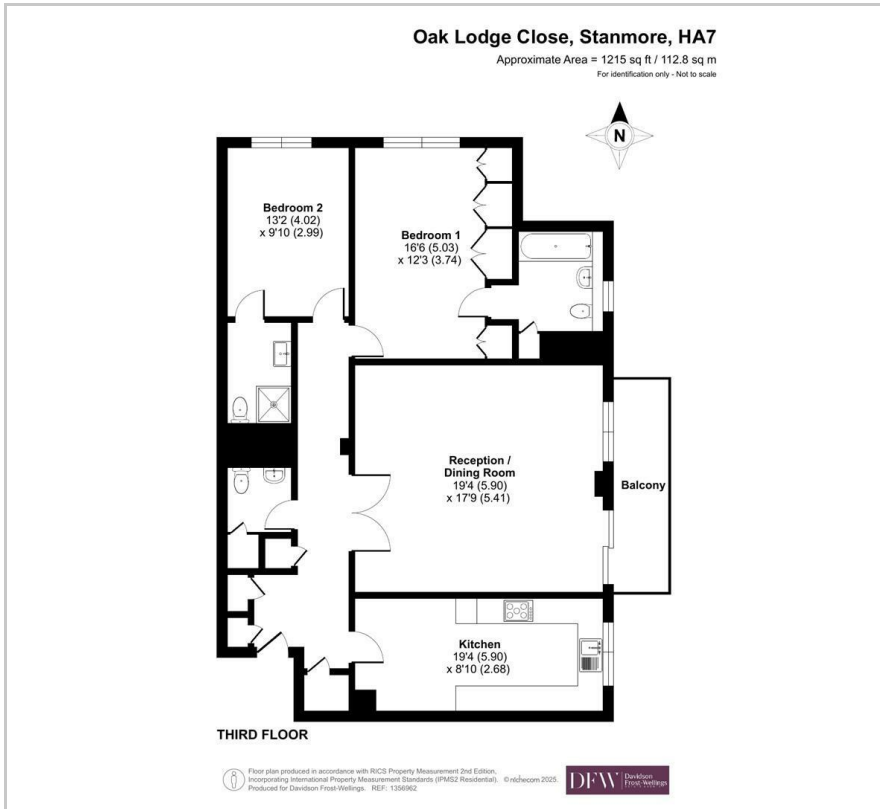 Oak Lodge Close, Stanmore, HA7
Approximate Area = 1215 sq ft / 112.8 sq m
For identification only - Not to scale
N
Bedroom 2
13'2 (4.02)
x 9'10 (2.99)
Bedroom 1
16'6 (5.03)
x 12'3 (3.74)
Reception /
Dining Room
19'4 (5.90)
x 17'9 (5.41)
Balcony
Kitchen
19'4 (5.90)
x 8'10 (2.68)
THIRD FLOOR
Floor plan produced in accordance with RICS Property Measurement 2nd Edition,
Incorporating International Property Measurement Standards (IPMS2 Residential). © nichecom 2025.
Produced for Davidson Frost-Wellings. REF: 1356962
DFW
Davidson
Frost-Wellings